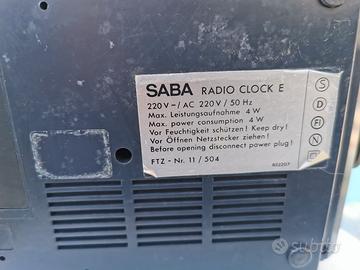 SABA RADIO CLOCK E
220 V~/AC 220 V / 50 Hz
Max. Leistungsaufnahme 4 W
Max. power consumption 4 W
Vor Feuchtigkeit schützen! Keep dry!
Vor Öffnen Netzstecker ziehen!
Before opening disconnect power plug!
FTZ - Nr. 11 / 504
S
D
FI
N
subito.it